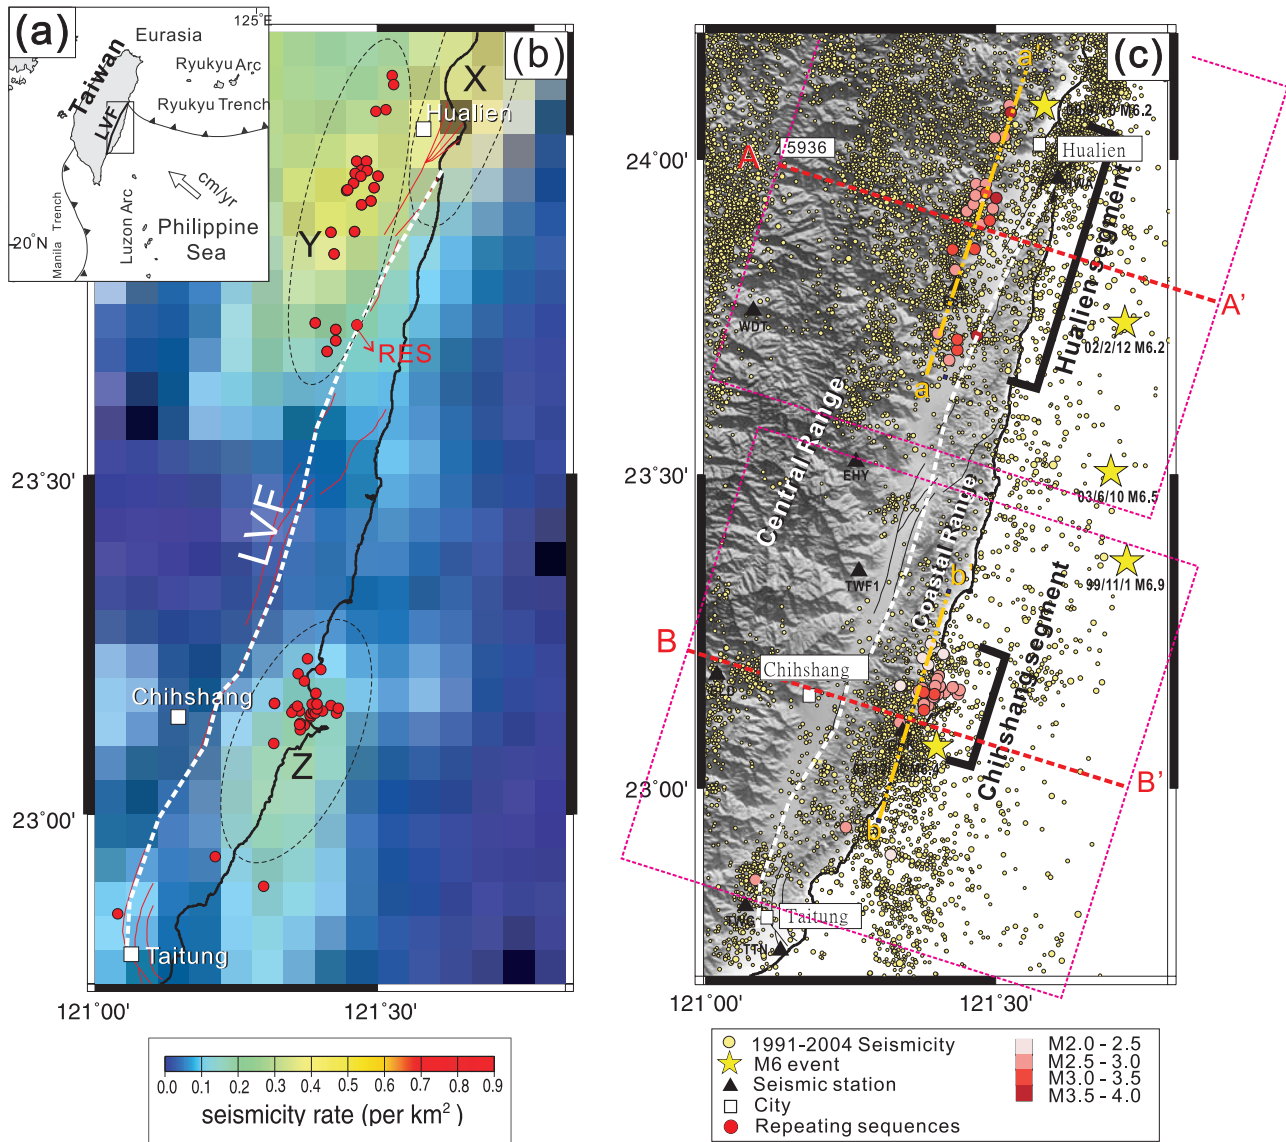 (a)
125˚E
Eurasia
Taiwan
LVF
Ryukyu Arc
Ryukyu Trench
cm/yr
Philippine
Sea
20˚N
Manila Trench
Luzon Arc
(b)
X
Hualien
Y
RES
LVF
Chihshang
Z
Taitung
23˚30'
23˚00'
121˚00'
121˚30'
0.0 0.1 0.2 0.3 0.4 0.5 0.6 0.7 0.8 0.9
seismicity rate (per km2)
(c)
a'
M6.2
Hualien
24˚00'
A
5936
Hualien segment
A'
WDT
02/2/12 M6.2
a
Central Range
23˚30'
EHY
03/6/10 M6.5
Coastal Range
TWF1
b'
99/11/1 M6.9
B
Chihshang
Chihshang segment
B'
23˚00'
b
Taitung
TTN
121˚00'
121˚30'
1991-2004 Seismicity
M6 event
Seismic station
City
Repeating sequences
M2.0 - 2.5
M2.5 - 3.0
M3.0 - 3.5
M3.5 - 4.0